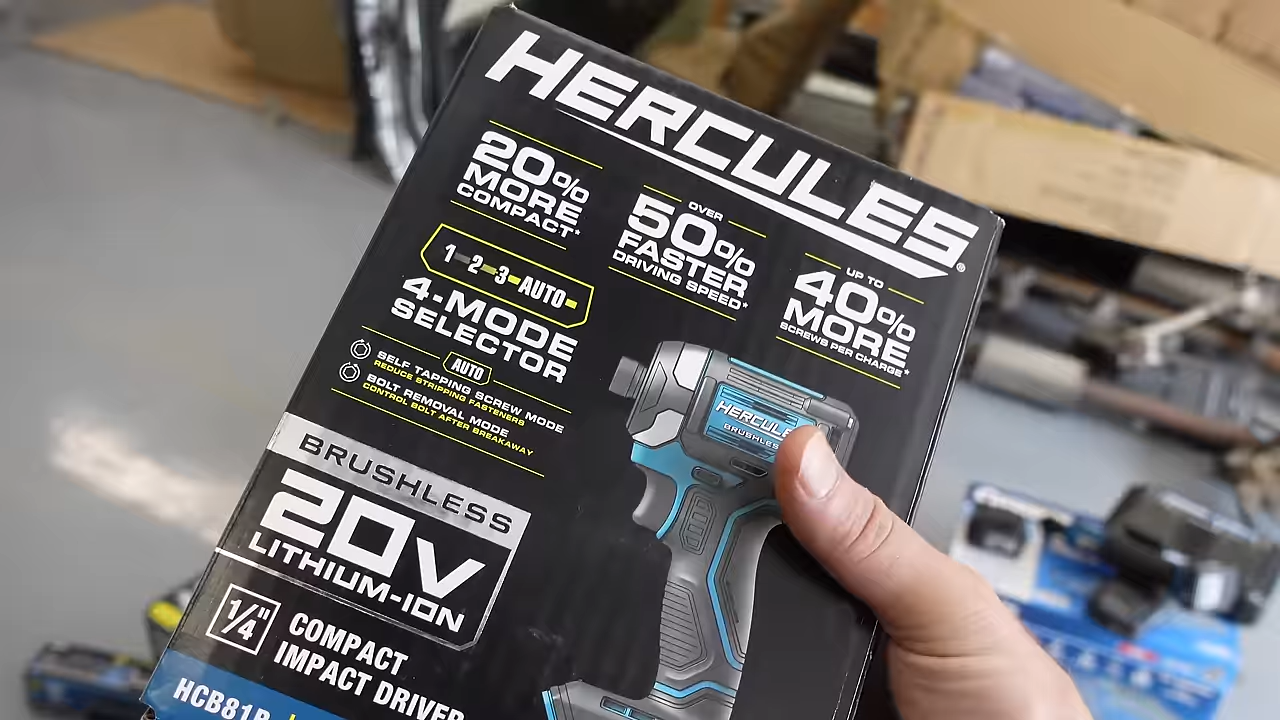 HERCULES®
20%
MORE
COMPACT*
OVER
50%
FASTER
DRIVING SPEED*
UP TO
40%
MORE
SCREWS PER CHARGE*
1-2-3-AUTO-
4-MODE
SELECTOR
AUTO
SELF TAPPING SCREW MODE
REDUCE STRIPPING FASTENERS
BOLT REMOVAL MODE
CONTROL BOLT AFTER BREAKAWAY
HERCULES
BRUSHLESS
BRUSHLESS
20V
LITHIUM-ION
1/4"
COMPACT
IMPACT DRIVER
HCB81B